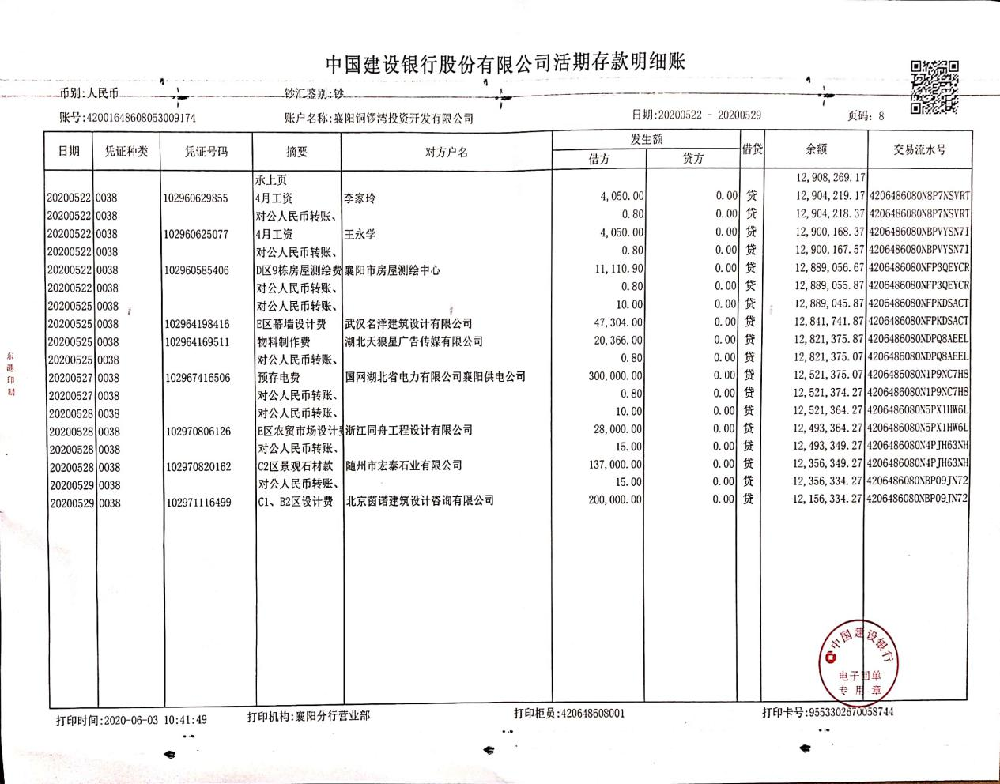 中国建设银行股份有限公司活期存款明细账
币别:人民币 钞汇鉴别:钞
账号:42001648608053009174 账户名称:襄阳铜锣湾投资开发有限公司 日期:20200522 - 20200529 页码: 8
日期 凭证种类 凭证号码 摘要 对方户名 发生额 借贷 余额 交易流水号
借方 贷方
承上页 12,908,269.17
20200522 0038 102960629855 4月工资 李家玲 4,050.00 0.00 贷 12,904,219.17 4206486080N8P7NSVRT
20200522 0038 对公人民币转账、 0.80 0.00 贷 12,904,218.37 4206486080N8P7NSVRT
20200522 0038 102960625077 4月工资 王永学 4,050.00 0.00 贷 12,900,168.37 4206486080NBPVYSN7I
20200522 0038 对公人民币转账、 0.80 0.00 贷 12,900,167.57 4206486080NBPVYSN7I
20200522 0038 102960585406 D区9栋房屋测绘费 襄阳市房屋测绘中心 11,110.90 0.00 贷 12,889,056.67 4206486080NFP3QEYCR
20200522 0038 对公人民币转账、 0.80 0.00 贷 12,889,055.87 4206486080NFP3QEYCR
20200525 0038 对公人民币转账、 10.00 0.00 贷 12,889,045.87 4206486080NFPKDSACT
20200525 0038 102964198416 E区幕墙设计费 武汉名洋建筑设计有限公司 47,304.00 0.00 贷 12,841,741.87 4206486080NFPKDSACT
20200525 0038 102964169511 物料制作费 湖北天狼星广告传媒有限公司 20,366.00 0.00 贷 12,821,375.87 4206486080NDPQ8AEEL
20200525 0038 对公人民币转账、 0.80 0.00 贷 12,821,375.07 4206486080NDPQ8AEEL
20200527 0038 102967416506 预存电费 国网湖北省电力有限公司襄阳供电公司 300,000.00 0.00 贷 12,521,375.07 4206486080N1P9NC7H8
20200527 0038 对公人民币转账、 0.80 0.00 贷 12,521,374.27 4206486080N1P9NC7H8
20200528 0038 对公人民币转账、 10.00 0.00 贷 12,521,364.27 4206486080N5PX1HW6L
20200528 0038 102970806126 E区农贸市场设计 浙江同舟工程设计有限公司 28,000.00 0.00 贷 12,493,364.27 4206486080N5PX1HW6L
20200528 0038 对公人民币转账、 15.00 0.00 贷 12,493,349.27 4206486080N4PJH63NH
20200528 0038 102970820162 C2区景观石材款 随州市宏泰石业有限公司 137,000.00 0.00 贷 12,356,349.27 4206486080N4PJH63NH
20200529 0038 对公人民币转账、 15.00 0.00 贷 12,356,334.27 4206486080NBP09JN72
20200529 0038 102971116499 C1、B2区设计费 北京茵诺建筑设计咨询有限公司 200,000.00 0.00 贷 12,156,334.27 4206486080NBP09JN72
东港印制
中国建设银行
电子回单
专用章
打印时间:2020-06-03 10:41:49 打印机构:襄阳分行营业部 打印柜员:420648608001 打印卡号:9553302670058744